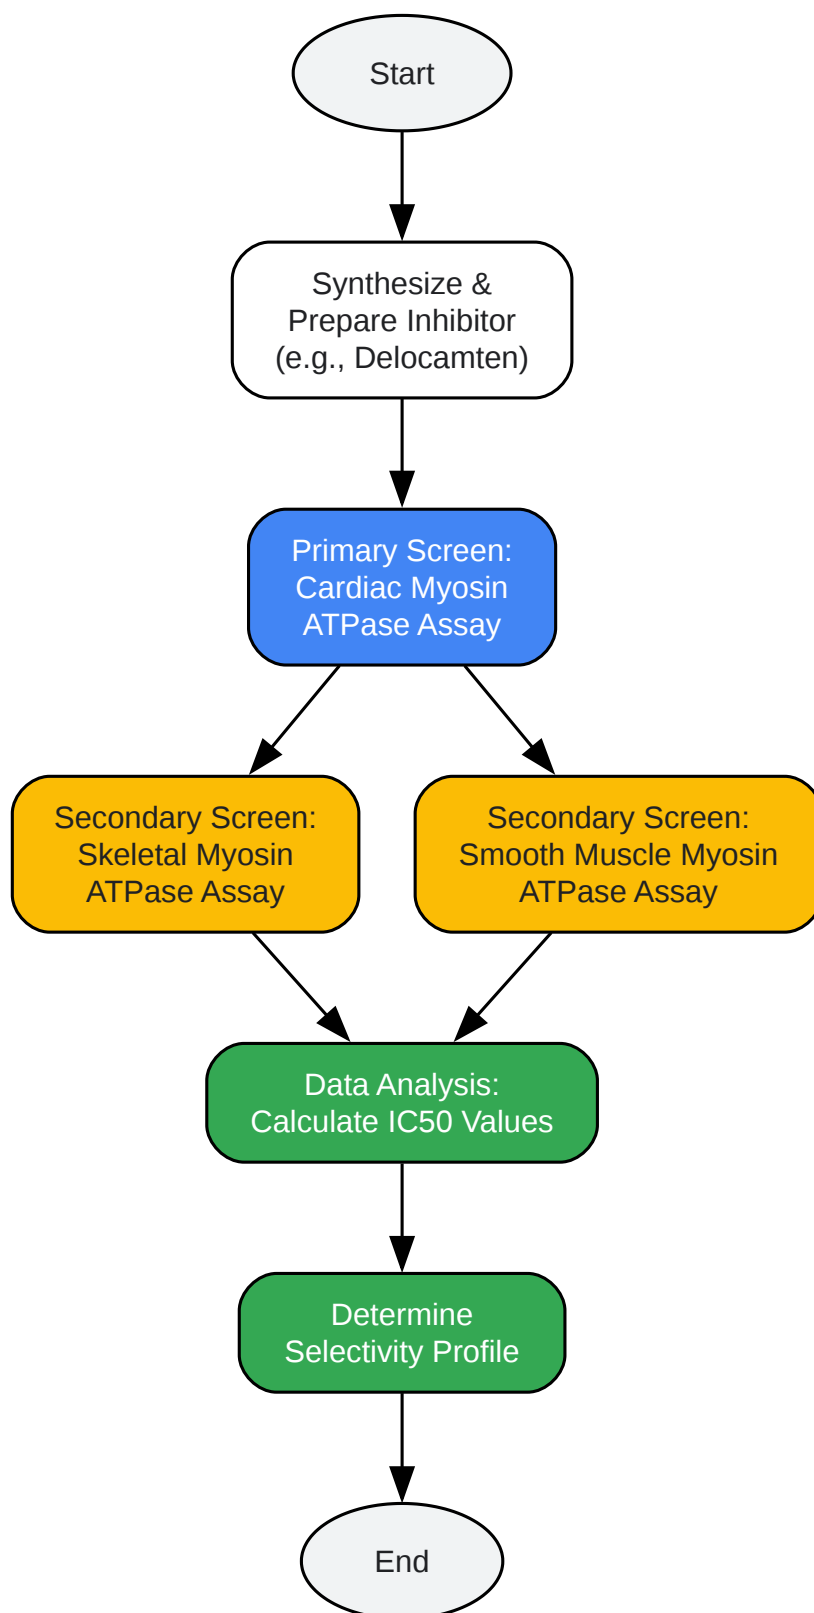 Start
Synthesize &
Prepare Inhibitor
(e.g., Delocamten)
Primary Screen:
Cardiac Myosin
ATPase Assay
Secondary Screen:
Skeletal Myosin
ATPase Assay
Secondary Screen:
Smooth Muscle Myosin
ATPase Assay
Data Analysis:
Calculate IC50 Values
Determine
Selectivity Profile
End